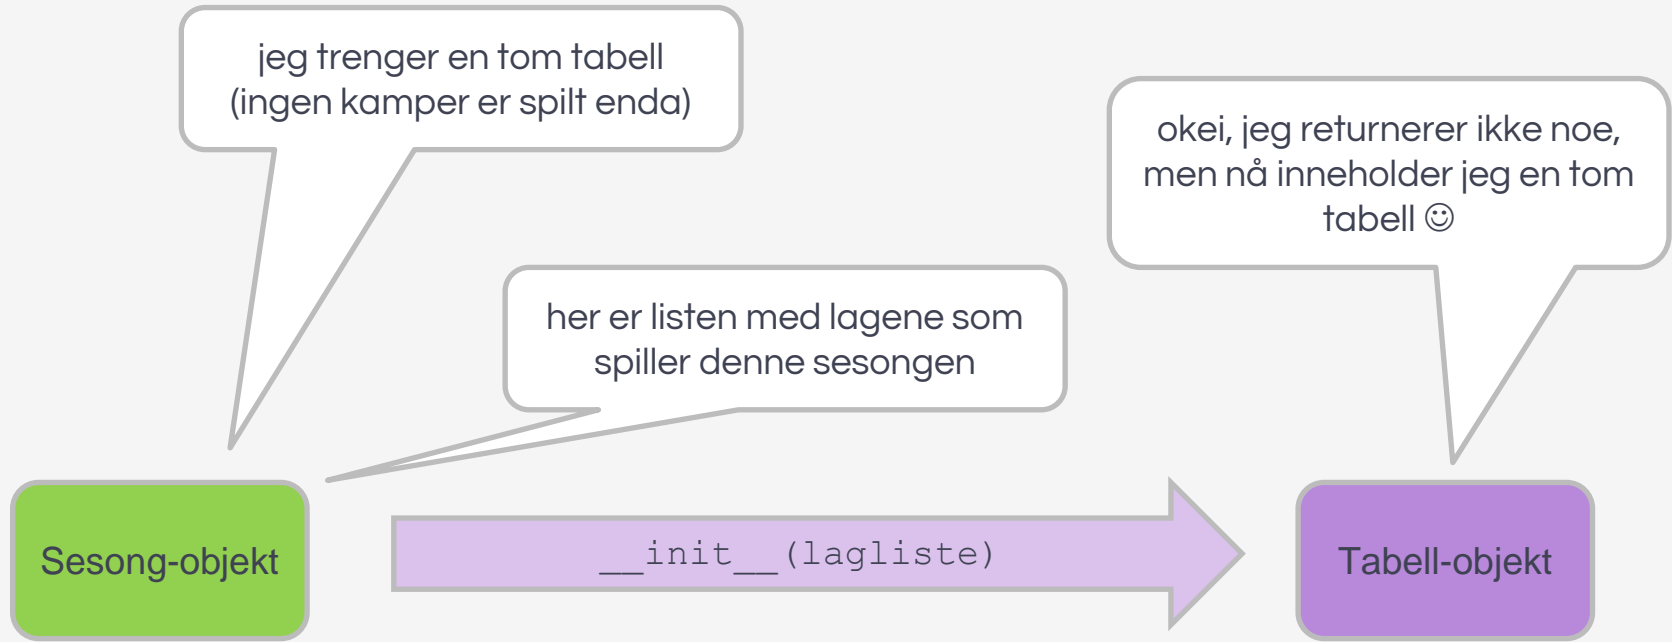 jeg trenger en tom tabell
(ingen kamper er spilt enda)
okei, jeg returnerer ikke noe,
men nå inneholder jeg en tom
tabell ☺
her er listen med lagene som
spiller denne sesongen
Sesong-objekt
__init__(lagliste)
Tabell-objekt